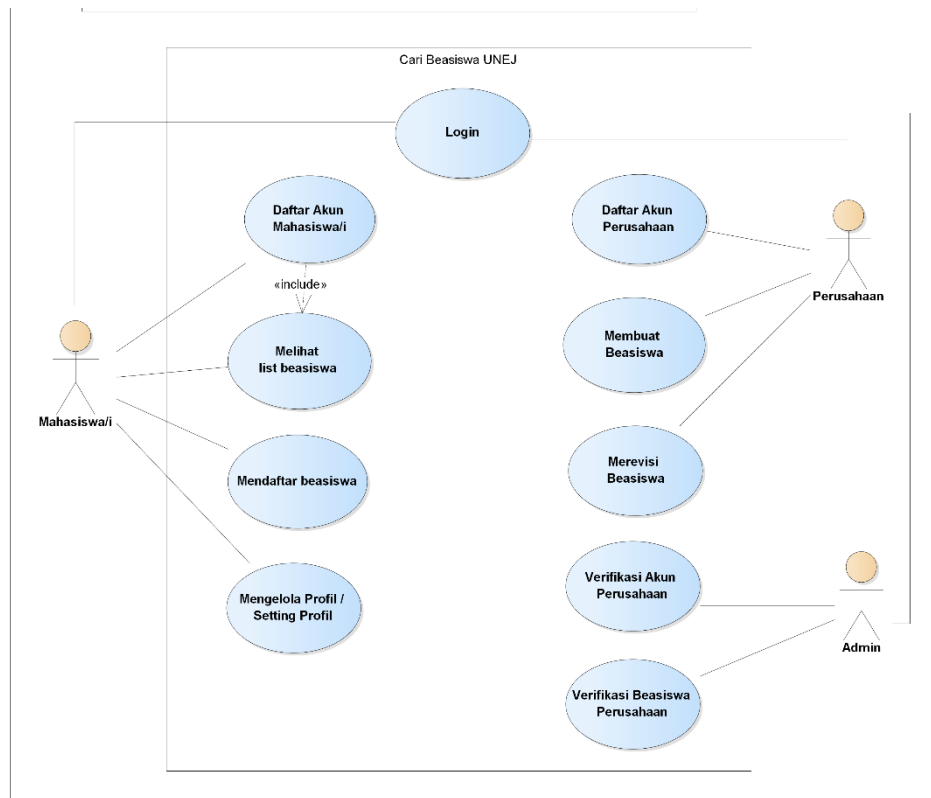 Cari Beasiswa UNEJ
Login
Daftar Akun
Mahasiswa/i
«include»
Melihat
list beasiswa
Mendaftar beasiswa
Mengelola Profil /
Setting Profil
Mahasiswa/i
Daftar Akun
Perusahaan
Membuat
Beasiswa
Merevisi
Beasiswa
Verifikasi Akun
Perusahaan
Verifikasi Beasiswa
Perusahaan
Perusahaan
Admin